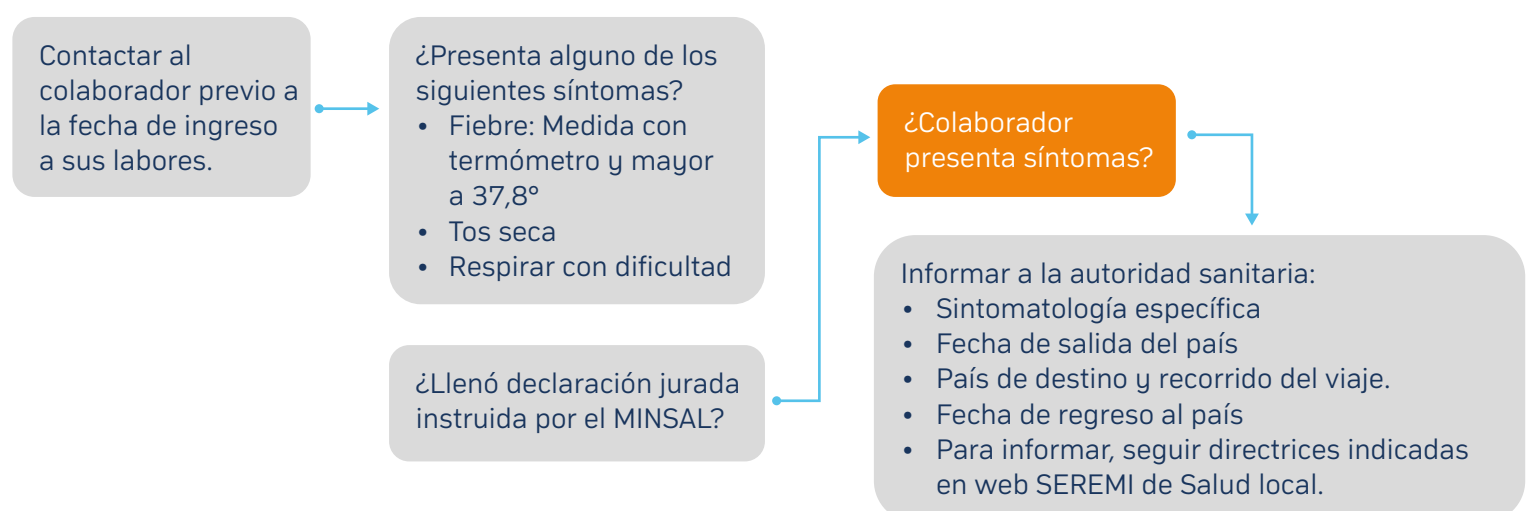 Contactar al
colaborador previo a
la fecha de ingreso
a sus labores.
¿Presenta alguno de los
siguientes síntomas?
• Fiebre: Medida con
termómetro y mayor
a 37,8°
• Tos seca
• Respirar con dificultad
¿Llenó declaración jurada
instruida por el MINSAL?
¿Colaborador
presenta síntomas?
Informar a la autoridad sanitaria:
• Sintomatología específica
• Fecha de salida del país
• País de destino y recorrido del viaje.
• Fecha de regreso al país
• Para informar, seguir directrices indicadas
en web SEREMI de Salud local.